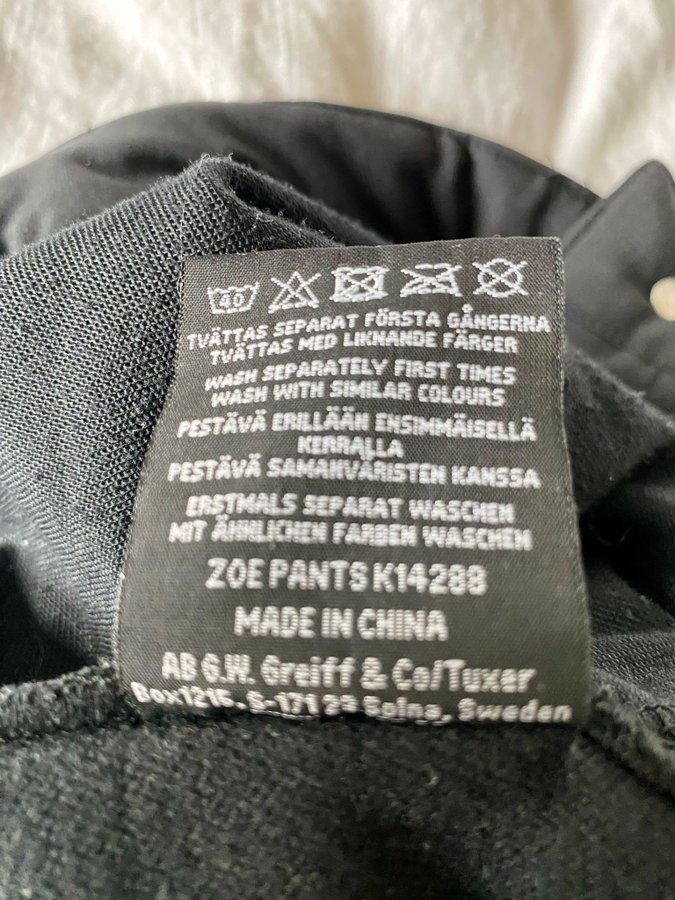 40
TVÄTTAS SEPARAT FÖRSTA GÅNGERNA
TVÄTTAS MED LIKNANDE FÄRGER
WASH SEPARATELY FIRST TIMES
WASH WITH SIMILAR COLOURS
PESTÄVÄ ERILLÄÄN ENSIMMÄISELLÄ
KERRALLA
PESTÄVÄ SAMANVÄRISTEN KANSSA
ERSTMALS SEPARAT WASCHEN
MIT ÄHNLICHEN FARBEN WASCHEN
ZOE PANTS K14288
MADE IN CHINA
AB G.W. Greiff & Co/Tuxer
Box1215, Solna, Sweden